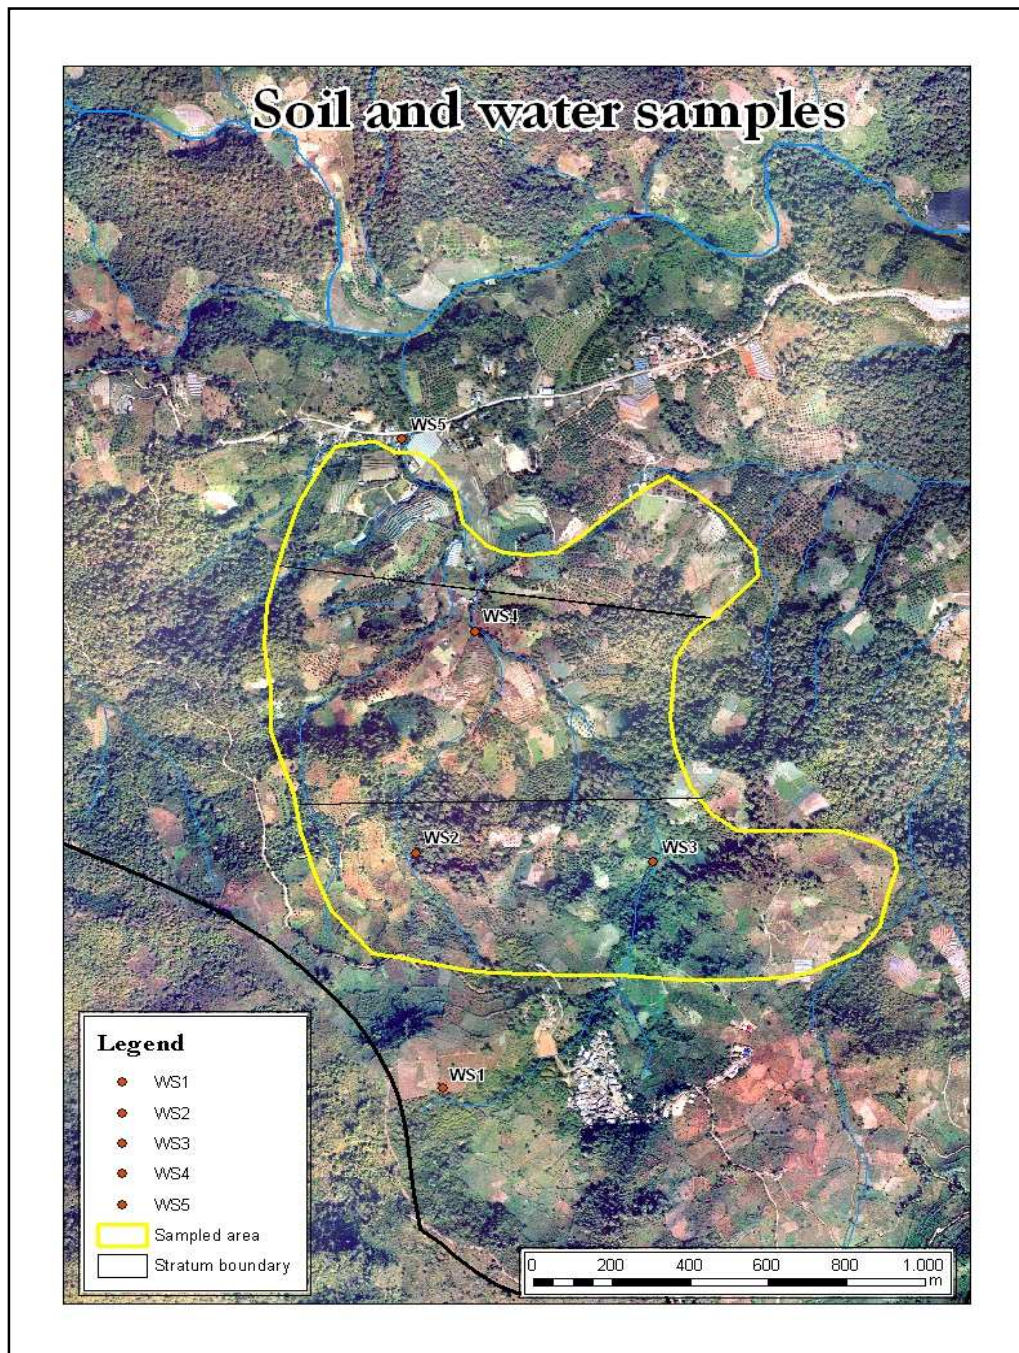 Soil and water samples
WS5
WS4
WS2
WS3
WS1
Legend
WS1
WS2
WS3
WS4
WS5
Sampled area
Stratum boundary
0 200 400 600 800 1.000
m